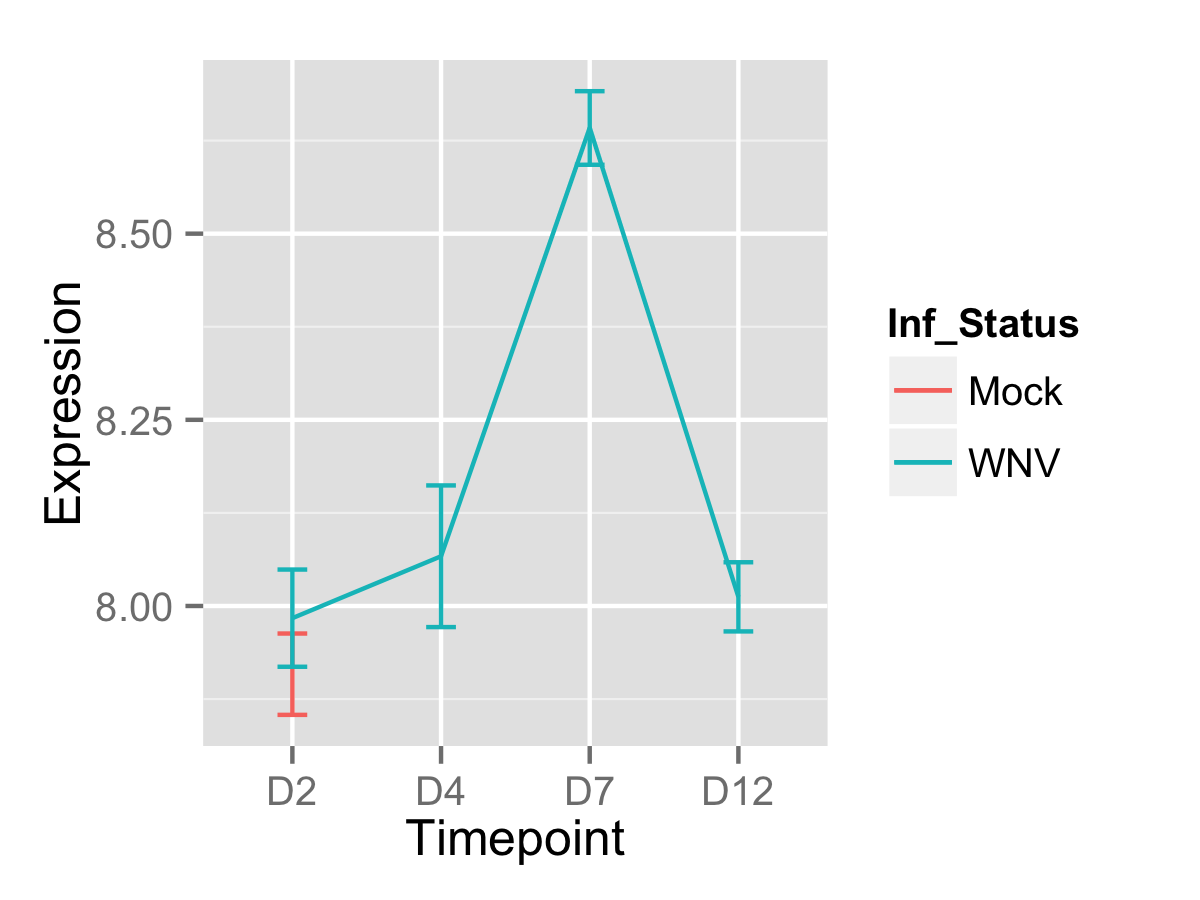 8.50
8.25
8.00
Expression
D2 D4 D7 D12
Timepoint
Inf_Status
Mock
WNV